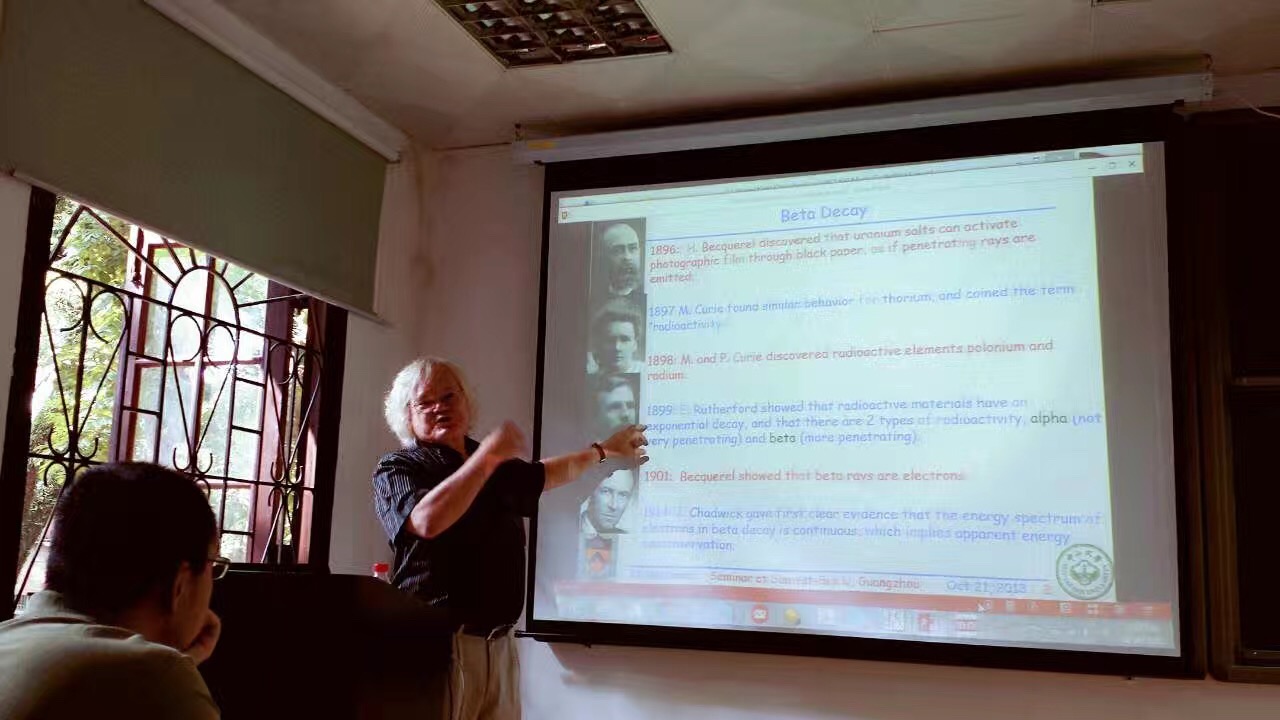 Beta Decay
1896: H. Becquerel discovered that uranium salts can activate
photographic film through black paper, as if penetrating rays are
emitted.
1897 M. Curie found similar behavior for thorium, and coined the term
"radioactivity"
1898: M. and P. Curie discovered radioactive elements polonium and
radium.
1899: E. Rutherford showed that radioactive materials have an
exponential decay, and that there are 2 types of radioactivity, alpha (not
very penetrating) and beta (more penetrating).
1901: Becquerel showed that beta rays are electrons
Chadwick gave first clear evidence that the energy spectrum of
electrons in beta decay is continuous, which implies apparent energy
Seminar at Sun Yat-Sen U, Guangzhou Oct 21, 2013